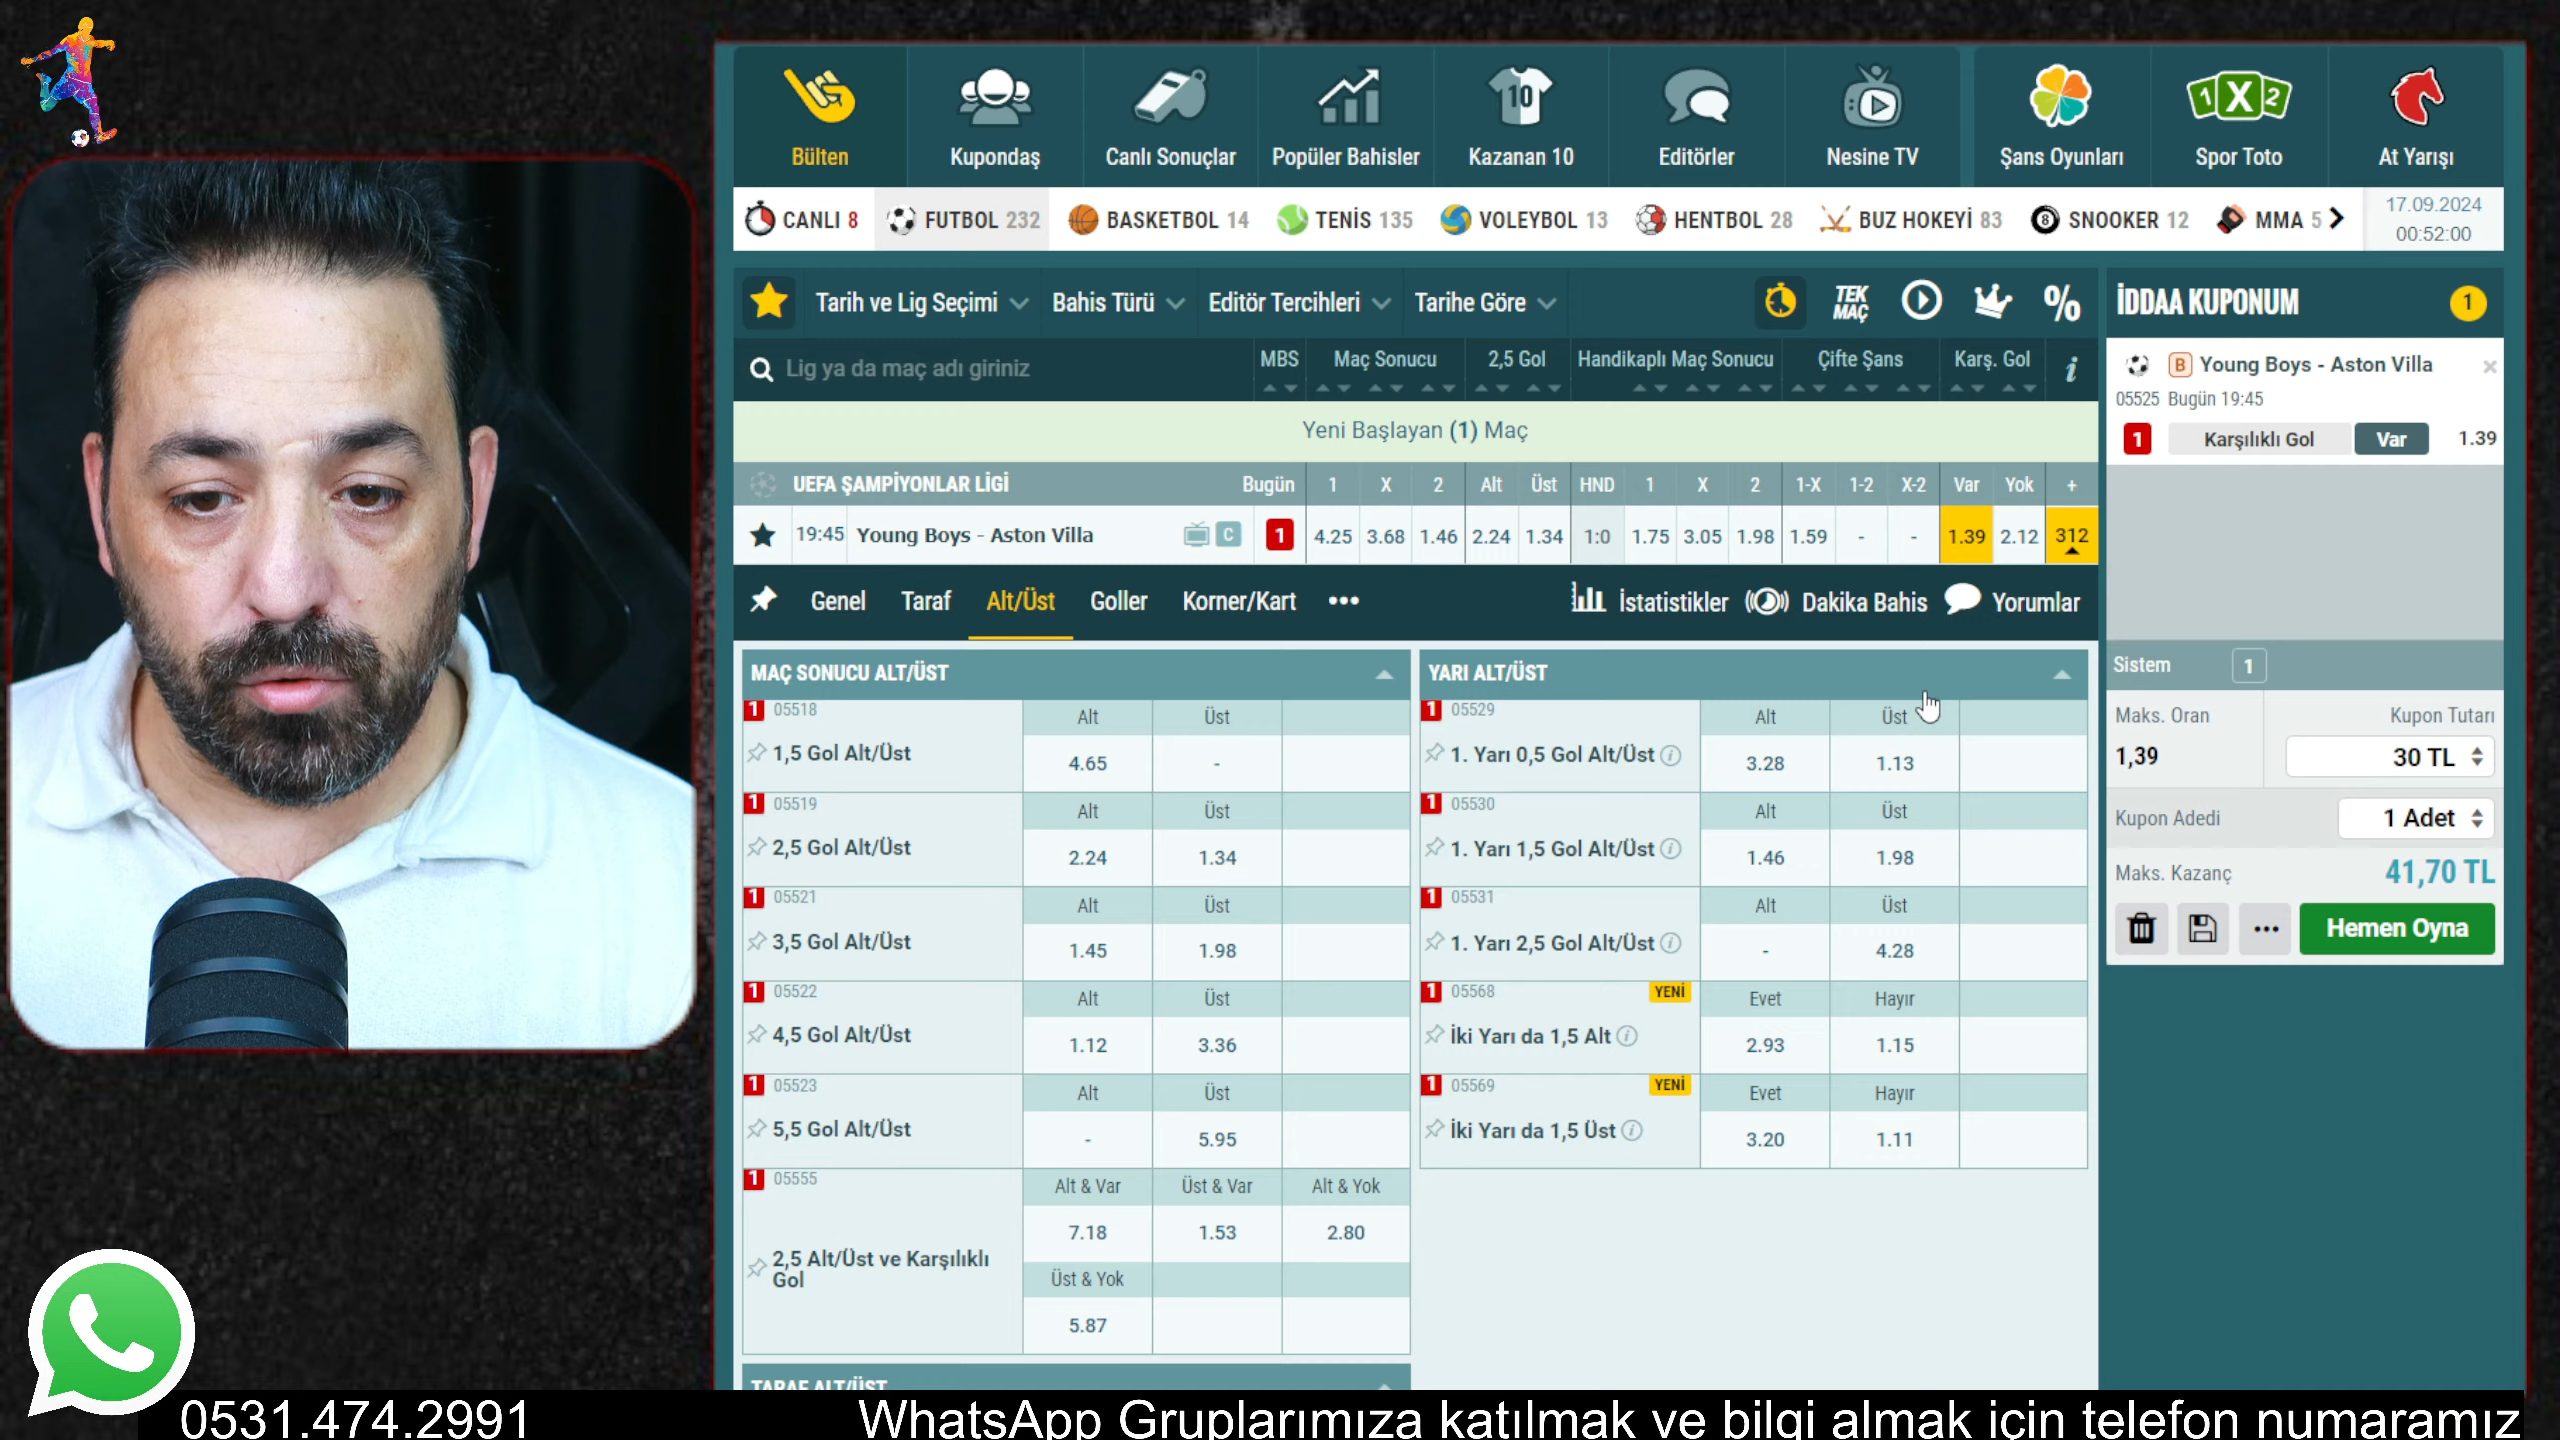 Bülten
Kupondaş
Canlı Sonuçlar
Popüler Bahisler
10
Kazanan 10
Editörler
Nesine TV
Şans Oyunları
1X2
Spor Toto
At Yarışı
CANLI 8 FUTBOL 232 BASKETBOL 14 TENİS 135 VOLEYBOL 13 HENTBOL 28 BUZ HOKEYİ 83 SNOOKER 12 MMA 5
17.09.2024
00:52:00
Tarih ve Lig Seçimi Bahis Türü Editör Tercihleri Tarihe Göre TEK MAÇ %
Lig ya da maç adı giriniz MBS Maç Sonucu 2,5 Gol Handikaplı Maç Sonucu Çifte Şans Karş. Gol i
Yeni Başlayan (1) Maç
UEFA ŞAMPİYONLAR LİGİ Bugün 1 X 2 Alt Üst HND 1 X 2 1-X 1-2 X-2 Var Yok +
19:45 Young Boys - Aston Villa C 1 4.25 3.68 1.46 2.24 1.34 1:0 1.75 3.05 1.98 1.59 - - 1.39 2.12 312
Genel Taraf Alt/Üst Goller Korner/Kart ••• İstatistikler Dakika Bahis Yorumlar
MAÇ SONUCU ALT/ÜST
1 05518 Alt Üst
1,5 Gol Alt/Üst 4.65 -
1 05519 Alt Üst
2,5 Gol Alt/Üst 2.24 1.34
1 05521 Alt Üst
3,5 Gol Alt/Üst 1.45 1.98
1 05522 Alt Üst
4,5 Gol Alt/Üst 1.12 3.36
1 05523 Alt Üst
5,5 Gol Alt/Üst - 5.95
1 05555 Alt & Var Üst & Var Alt & Yok
7.18 1.53 2.80
2,5 Alt/Üst ve Karşılıklı
Gol
Üst & Yok
5.87
TARAF ALT/ÜST
YARI ALT/ÜST
1 05529 Alt Üst
1. Yarı 0,5 Gol Alt/Üst 3.28 1.13
1 05530 Alt Üst
1. Yarı 1,5 Gol Alt/Üst 1.46 1.98
1 05531 Alt Üst
1. Yarı 2,5 Gol Alt/Üst - 4.28
1 05568 YENİ Evet Hayır
İki Yarı da 1,5 Alt 2.93 1.15
1 05569 YENİ Evet Hayır
İki Yarı da 1,5 Üst 3.20 1.11
İDDAA KUPONUM 1
B Young Boys - Aston Villa
05525 Bugün 19:45
1 Karşılıklı Gol Var 1.39
Sistem 1
Maks. Oran Kupon Tutarı
1,39 30 TL
Kupon Adedi 1 Adet
Maks. Kazanç 41,70 TL
Hemen Oyna
0531.474.2991 WhatsApp Gruplarımıza katılmak ve bilgi almak için telefon numaramız